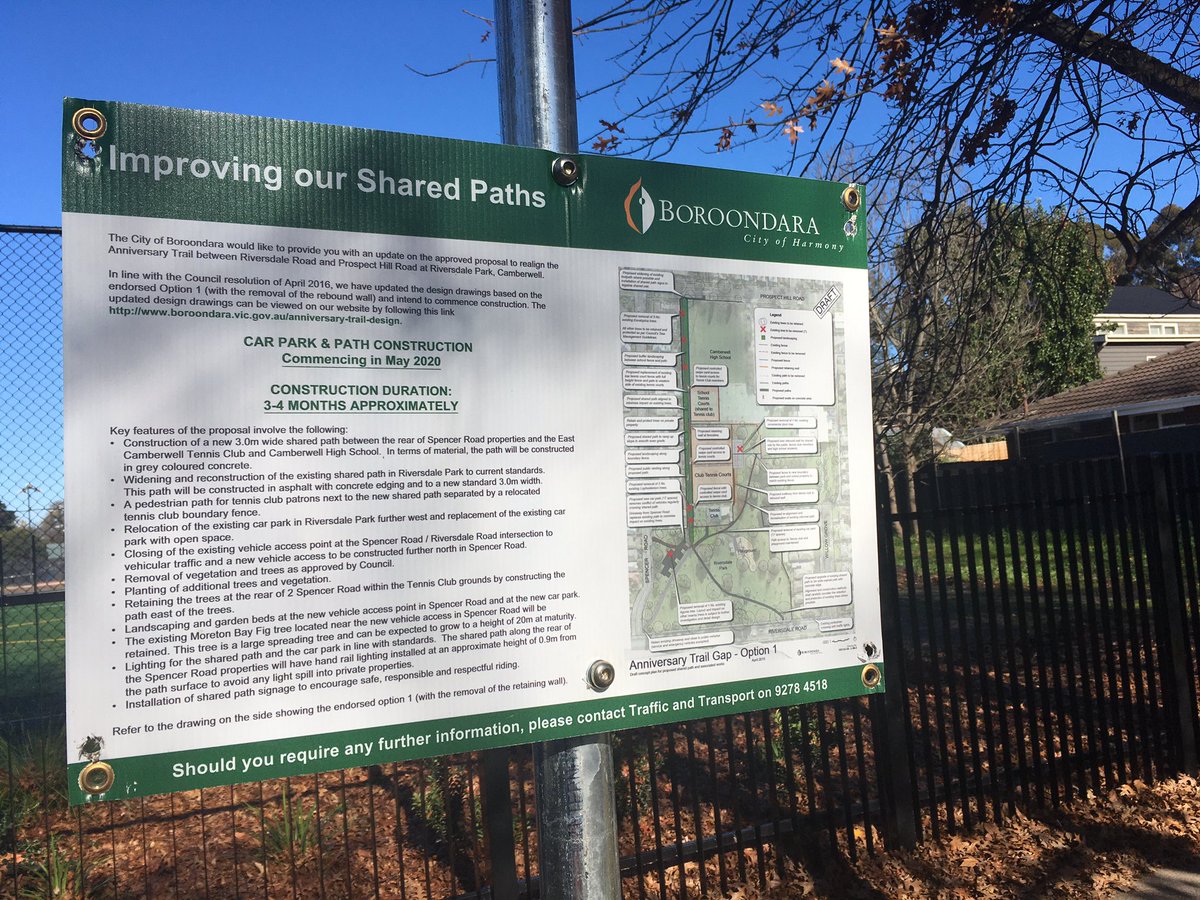 Improving our Shared Paths
BOROONDARA
City of Harmony
The City of Boroondara would like to provide you with an update on the approved proposal to realign the
Anniversary Trail between Riversdale Road and Prospect Hill Road at Riversdale Park, Camberwell.
In line with the Council resolution of April 2016, we have updated the design drawings based on the
endorsed Option 1 (with the removal of the rebound wall) and intend to commence construction. The
updated design drawings can be viewed on our website by following this link
http://www.boroondara.vic.gov.au/anniversary-trail-design.
CAR PARK & PATH CONSTRUCTION
Commencing in May 2020
CONSTRUCTION DURATION:
3-4 MONTHS APPROXIMATELY
Key features of the proposal involve the following:
• Construction of a new 3.0m wide shared path between the rear of Spencer Road properties and the East
Camberwell Tennis Club and Camberwell High School. In terms of material, the path will be constructed
in grey coloured concrete.
• Widening and reconstruction of the existing shared path in Riversdale Park to current standards.
This path will be constructed in asphalt with concrete edging and to a new standard 3.0m width.
• A pedestrian path for tennis club patrons next to the new shared path separated by a relocated
tennis club boundary fence.
• Relocation of the existing car park in Riversdale Park further west and replacement of the existing car
park with open space.
• Closing of the existing vehicle access point at the Spencer Road / Riversdale Road intersection to
vehicular traffic and a new vehicle access to be constructed further north in Spencer Road.
• Removal of vegetation and trees as approved by Council.
• Planting of additional trees and vegetation.
• Retaining the trees at the rear of 2 Spencer Road within the Tennis Club grounds by constructing the
path east of the trees.
• Landscaping and garden beds at the new vehicle access point in Spencer Road and at the new car park.
• The existing Moreton Bay Fig tree located near the new vehicle access in Spencer Road will be
retained. This tree is a large spreading tree and can be expected to grow to a height of 20m at maturity.
• Lighting for the shared path and the car park in line with standards. The shared path along the rear of
the Spencer Road properties will have hand rail lighting installed at an approximate height of 0.9m from
the path surface to avoid any light spill into private properties.
• Installation of shared path signage to encourage safe, responsible and respectful riding.
Refer to the drawing on the side showing the endorsed option 1 (with the removal of the retaining wall).
PROSPECT HILL ROAD
DRAFT
Legend
Camberwell
High School
School
Tennis
Courts
(shared to
Tennis club)
Club Tennis Courts
Tennis
Club
SPENCER ROAD
Riversdale
Park
RIVERSDALE ROAD
Anniversary Trail Gap - Option 1
Should you require any further information, please contact Traffic and Transport on 9278 4518